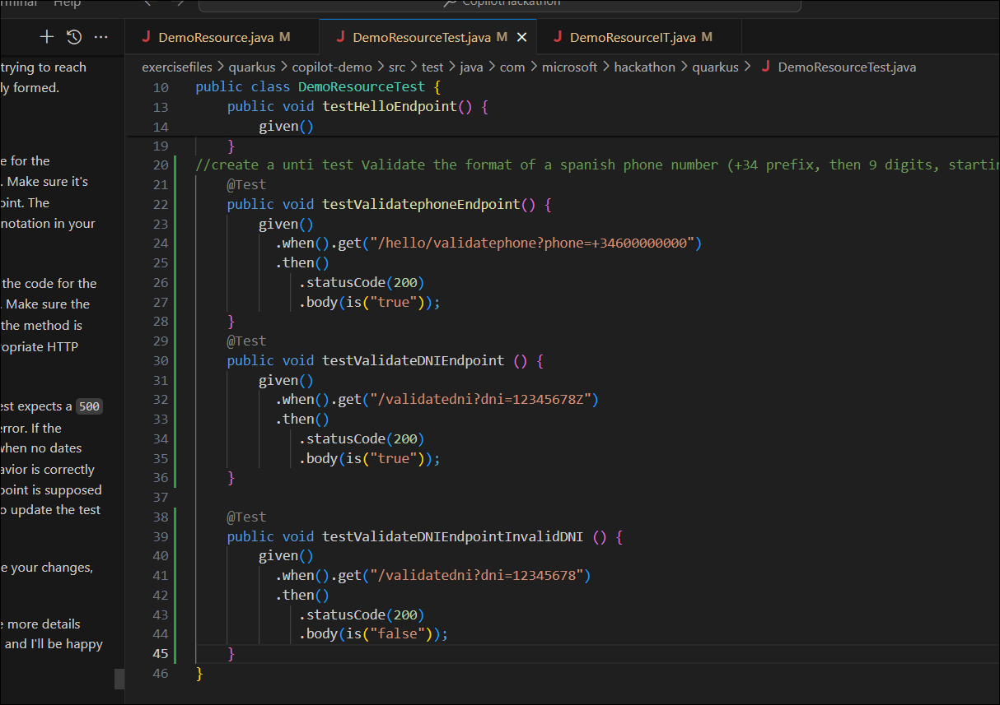 Help
CopilotHackathon
J DemoResource.java M
J DemoResourceTest.java M
J DemoResourceIT.java M
exercisefiles > quarkus > copilot-demo > src > test > java > com > microsoft > hackathon > quarkus > J DemoResourceTest.java
trying to reach
ly formed.
e for the
. Make sure it's
oint. The
notation in your
the code for the
. Make sure the
the method is
opriate HTTP
est expects a 500
error. If the
when no dates
avior is correctly
point is supposed
o update the test
e your changes,
e more details
and I'll be happy
10 public class DemoResourceTest {
13 public void testHelloEndpoint() {
14 given()
19 }
20 //create a unti test Validate the format of a spanish phone number (+34 prefix, then 9 digits, startin
21 @Test
22 public void testValidatephoneEndpoint() {
23 given()
24 .when().get("/hello/validatephone?phone=+34600000000")
25 .then()
26 .statusCode(200)
27 .body(is("true"));
28 }
29 @Test
30 public void testValidateDNIEndpoint () {
31 given()
32 .when().get("/validatedni?dni=12345678Z")
33 .then()
34 .statusCode(200)
35 .body(is("true"));
36 }
37
38 @Test
39 public void testValidateDNIEndpointInvalidDNI () {
40 given()
41 .when().get("/validatedni?dni=12345678")
42 .then()
43 .statusCode(200)
44 .body(is("false"));
45 }
46 }